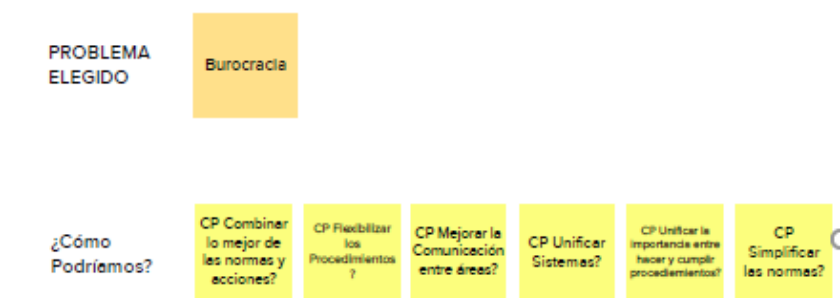 PROBLEMA
ELEGIDO
Burocracia
¿Cómo
Podríamos?
CP Combinar
lo mejor de
las normas y
acciones?
CP Flexibilizar
los
Procedimientos
?
CP Mejorar la
Comunicación
entre áreas?
CP Unificar
Sistemas?
CP Unificar la
importancia entre
hacer y cumplir
procedemientos?
CP
Simplificar
las normas?